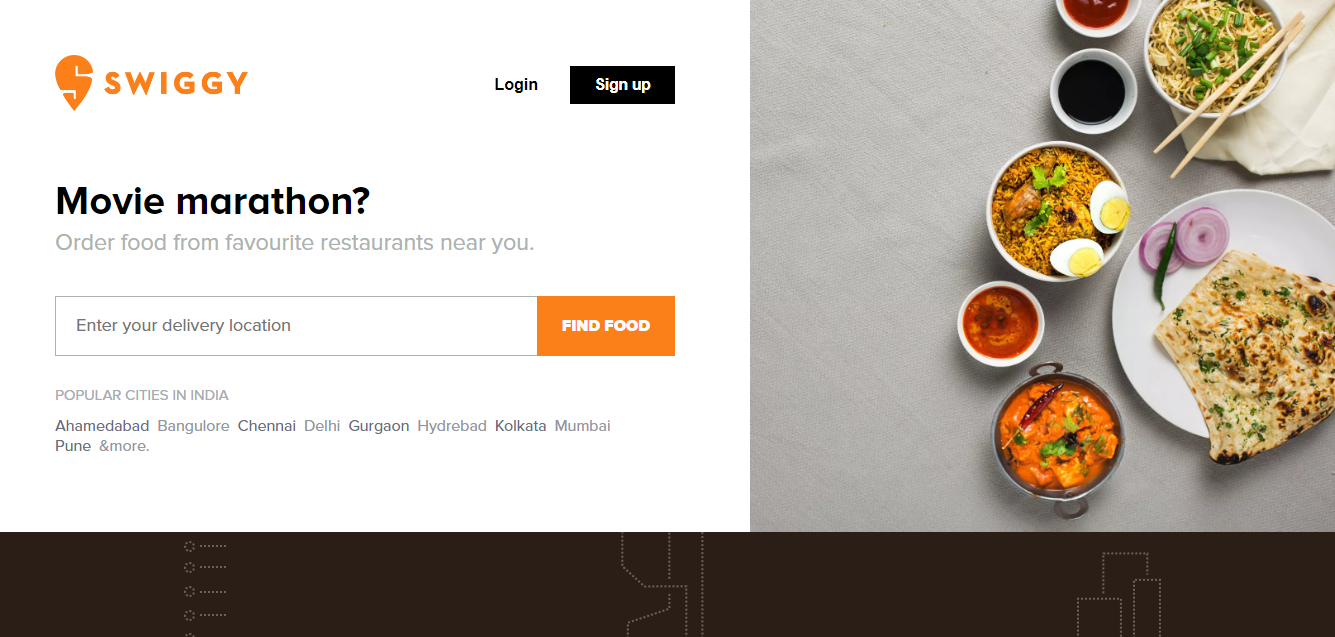 SWIGGY
Login
Sign up
Movie marathon?
Order food from favourite restaurants near you.
Enter your delivery location
FIND FOOD
POPULAR CITIES IN INDIA
Ahamedabad Bangulore Chennai Delhi Gurgaon Hydrebad Kolkata Mumbai
Pune &more.